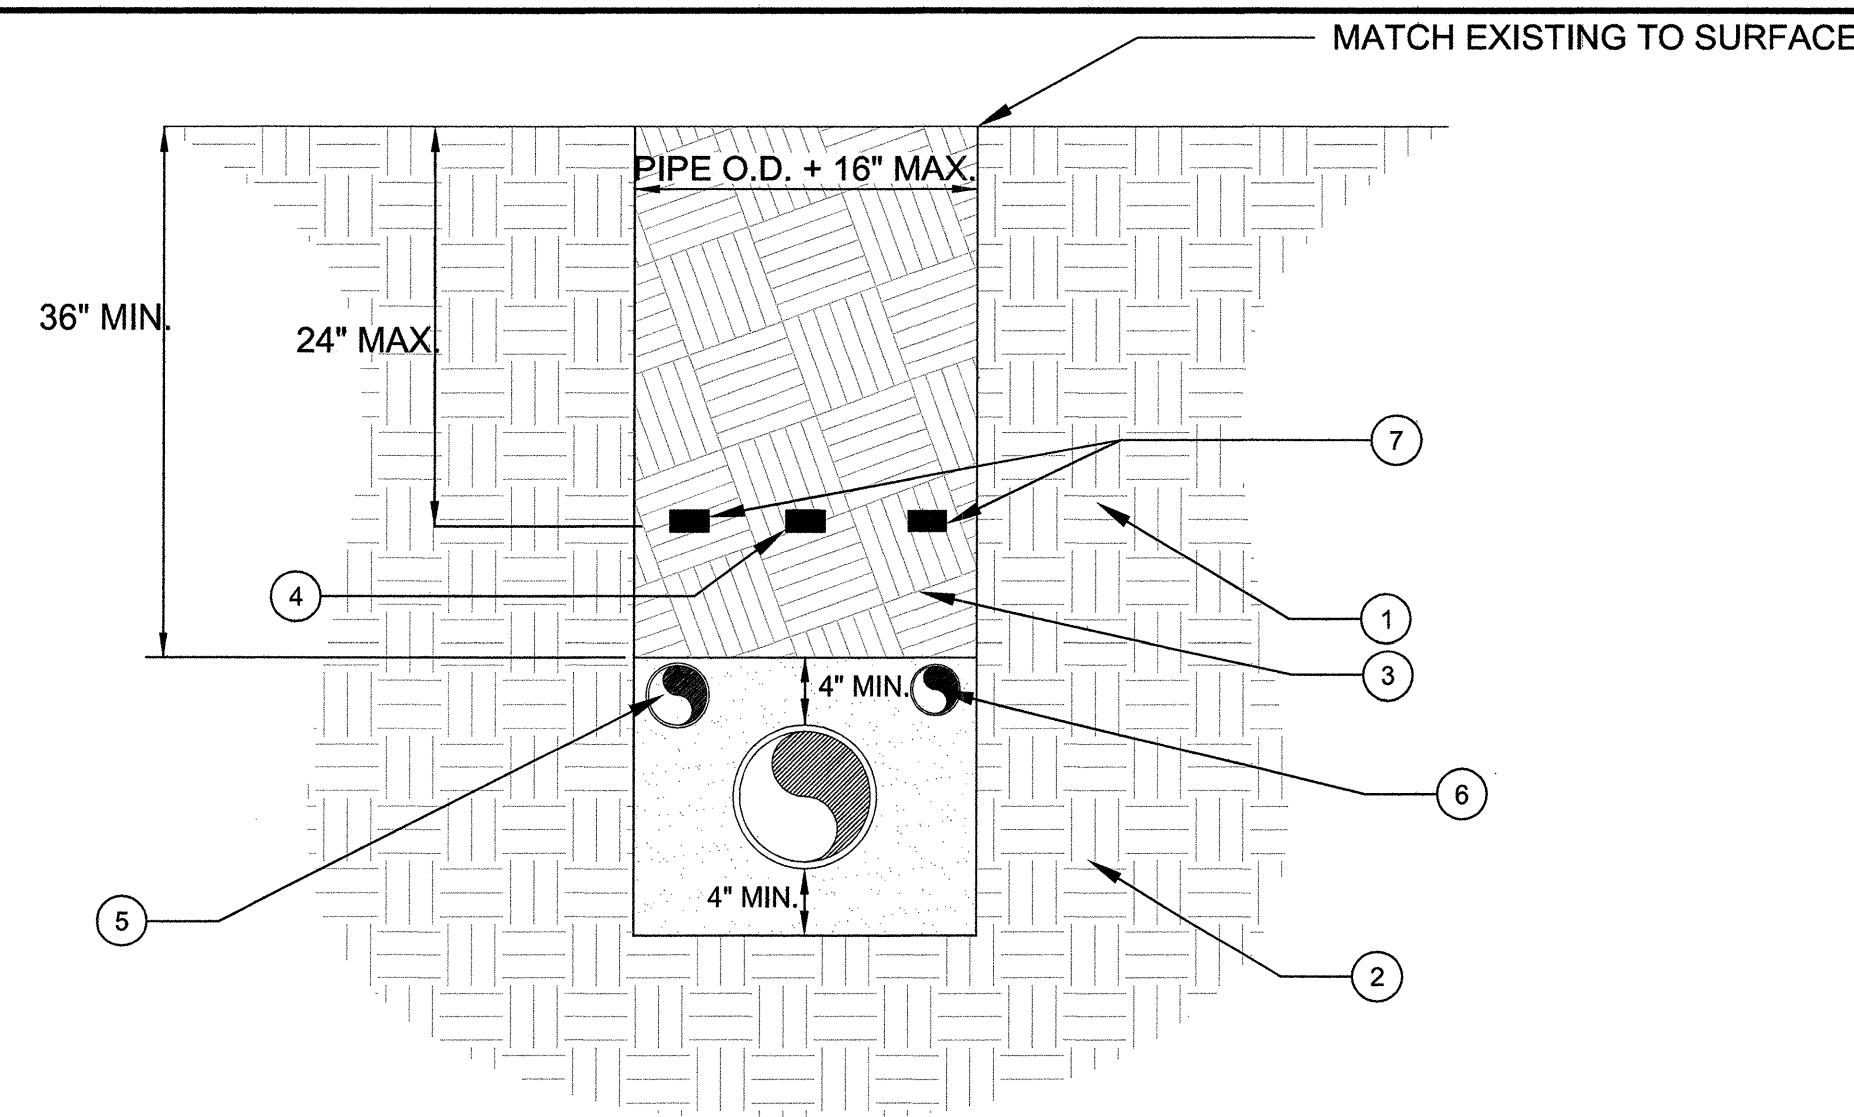 MATCH EXISTING TO SURFACE
PIPE O.D. + 16" MAX.
36" MIN.
24" MAX.
7
4
1
3
4" MIN.
6
4" MIN.
5
2